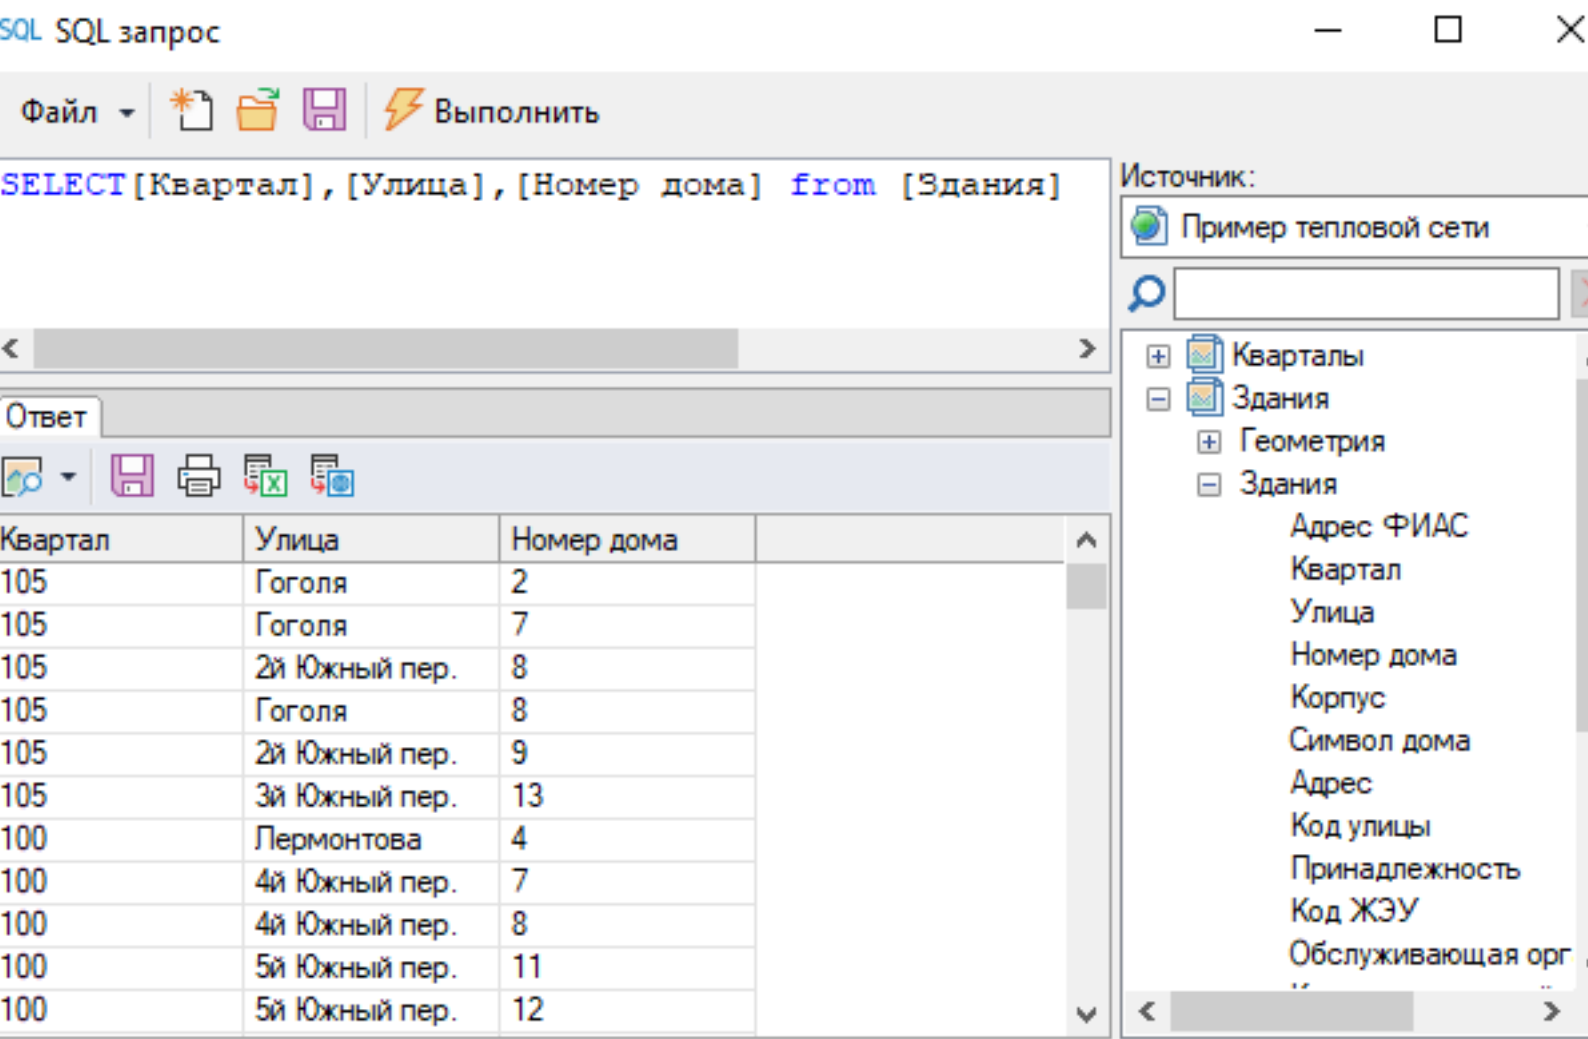 SQL SQL запрос
Файл Выполнить
SELECT[Квартал],[Улица],[Номер дома] from [Здания]
Ответ
Квартал Улица Номер дома
105 Гоголя 2
105 Гоголя 7
105 2й Южный пер. 8
105 Гоголя 8
105 2й Южный пер. 9
105 3й Южный пер. 13
100 Лермонтова 4
100 4й Южный пер. 7
100 4й Южный пер. 8
100 5й Южный пер. 11
100 5й Южный пер. 12
Источник:
Пример тепловой сети
Кварталы
Здания
Геометрия
Здания
Адрес ФИАС
Квартал
Улица
Номер дома
Корпус
Символ дома
Адрес
Код улицы
Принадлежность
Код ЖЭУ
Обслуживающая орг